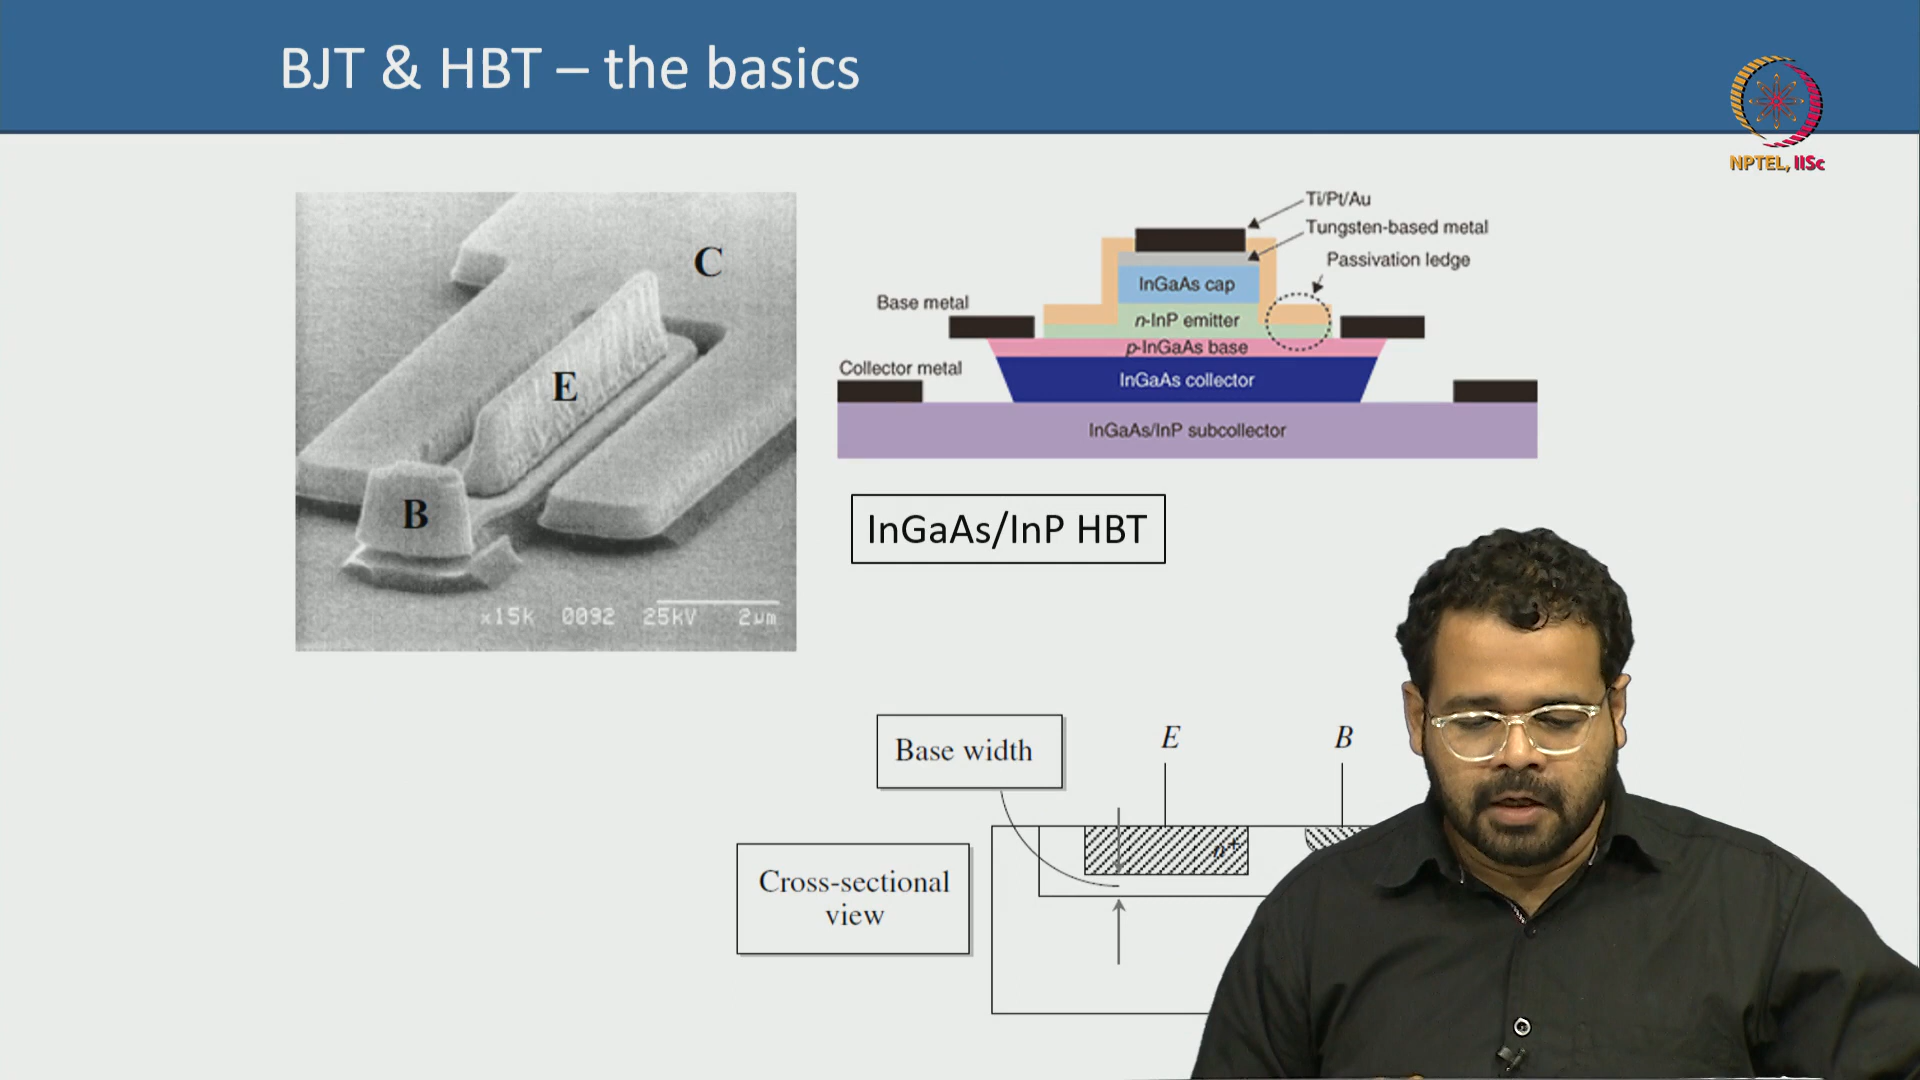 BJT & HBT – the basics
NPTEL, IISc
C
E
B
x15k 0092 25kV 2µm
Ti/Pt/Au
Tungsten-based metal
Passivation ledge
InGaAs cap
Base metal
n-InP emitter
p-InGaAs base
Collector metal
InGaAs collector
InGaAs/InP subcollector
InGaAs/InP HBT
Base width
E
B
n+
Cross-sectional
view